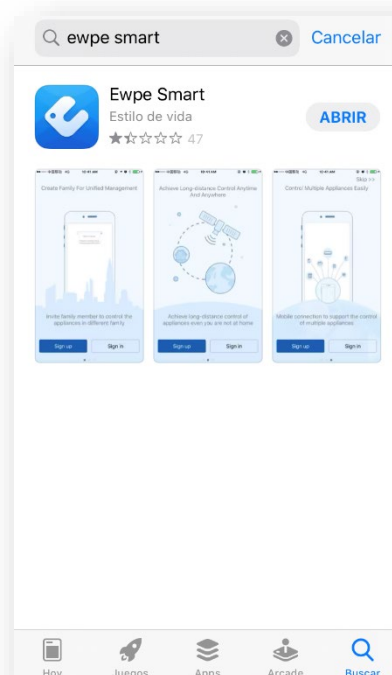 ewpe smart
Cancelar
Ewpe Smart
Estilo de vida
ABRIR
47
Create Family For Unified Management
Invite family member to control the
appliances in different family
Sign up
Sign in
Achieve Long-distance Control Anytime
And Anywhere
Achieve long-distance control of
appliances even you are not at home
Sign up
Sign in
Skip >>
Control Multiple Appliances Easily
Mobile connection to support the control
of multiple appliances
Sign up
Sign in
Hoy
Juegos
Apps
Arcade
Buscar